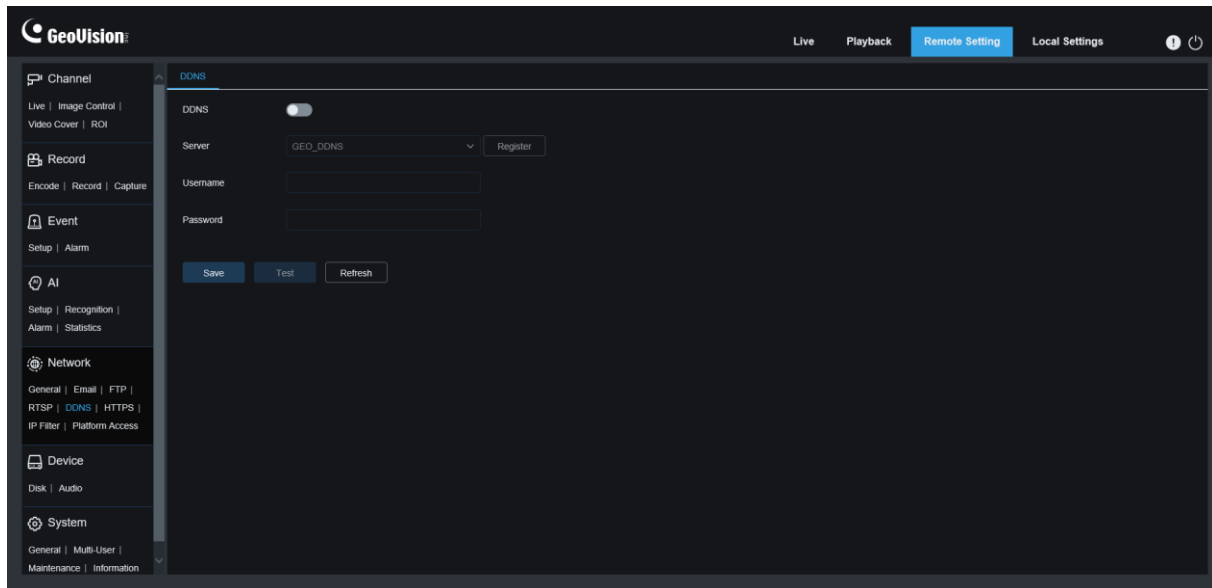 GeoVision
Live Playback Remote Setting Local Settings
Channel
Live | Image Control |
Video Cover | ROI
Record
Encode | Record | Capture
Event
Setup | Alarm
AI
Setup | Recognition |
Alarm | Statistics
Network
General | Email | FTP |
RTSP | DDNS | HTTPS |
IP Filter | Platform Access
Device
Disk | Audio
System
General | Multi-User |
Maintenance | Information
DDNS
DDNS
Server GEO_DDNS Register
Username
Password
Save Test Refresh